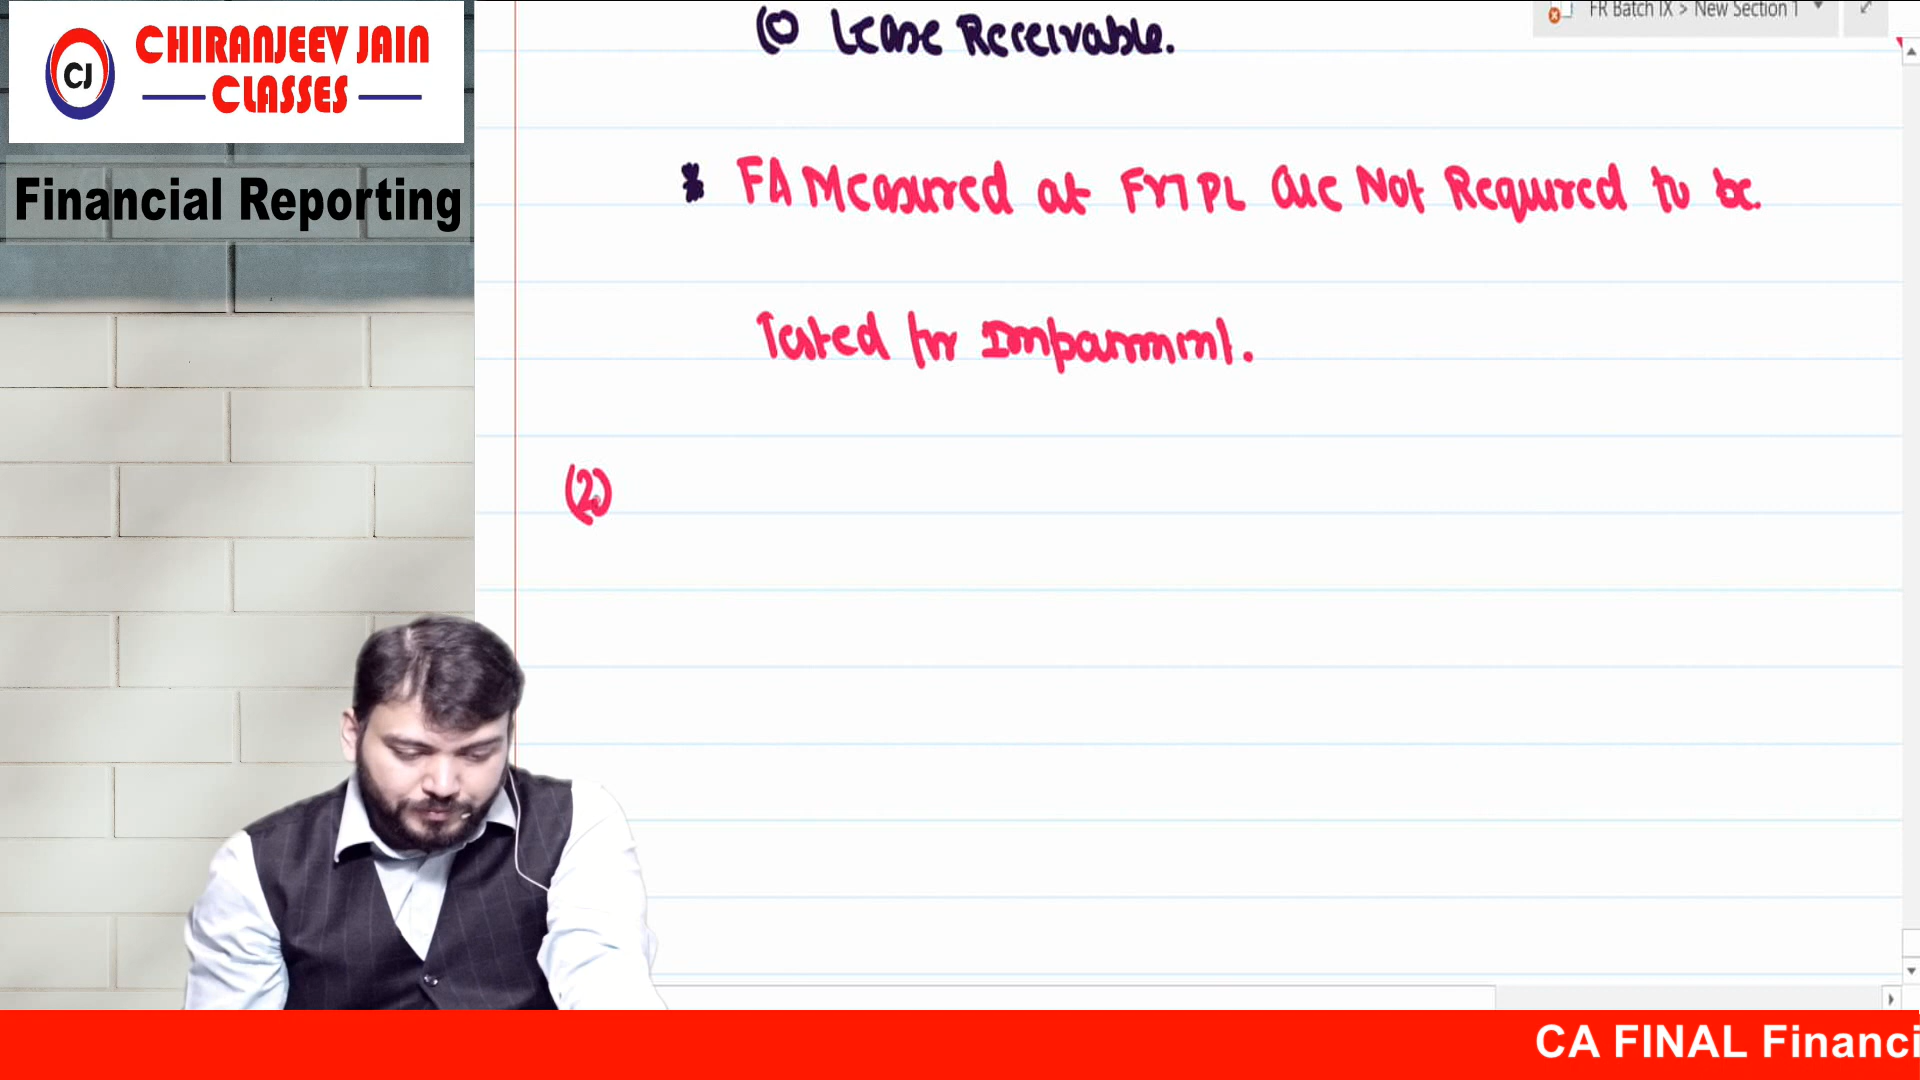 CHIRANJEEV JAIN
CJ
CLASSES
Financial Reporting
FR Batch IX > New Section 1
(c) Lease Receivable.
* FA Measured at FVTPL are Not Required to be
Tested for Impairment.
(2)
CA FINAL Financi